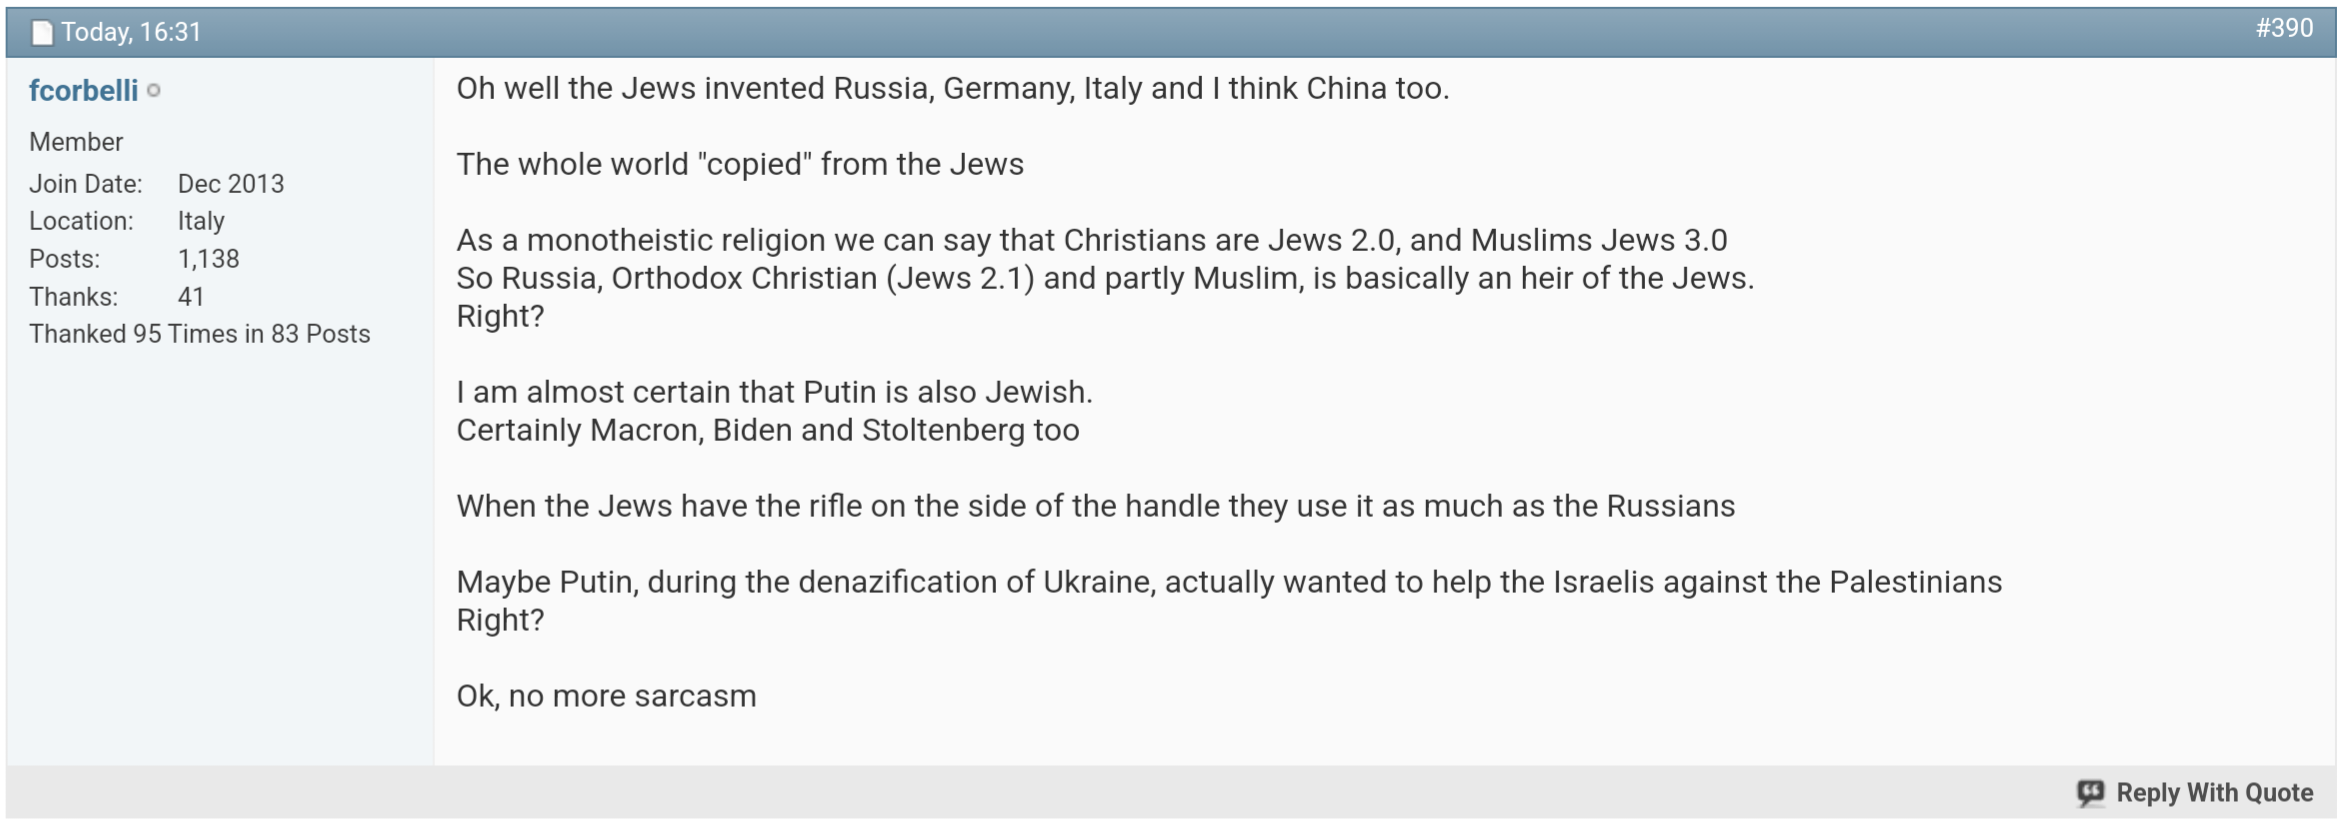 Today, 16:31
#390
fcorbelli
Member
Join Date: Dec 2013
Location: Italy
Posts: 1,138
Thanks: 41
Thanked 95 Times in 83 Posts
Oh well the Jews invented Russia, Germany, Italy and I think China too.
The whole world "copied" from the Jews
As a monotheistic religion we can say that Christians are Jews 2.0, and Muslims Jews 3.0
So Russia, Orthodox Christian (Jews 2.1) and partly Muslim, is basically an heir of the Jews.
Right?
I am almost certain that Putin is also Jewish.
Certainly Macron, Biden and Stoltenberg too
When the Jews have the rifle on the side of the handle they use it as much as the Russians
Maybe Putin, during the denazification of Ukraine, actually wanted to help the Israelis against the Palestinians
Right?
Ok, no more sarcasm
Reply With Quote